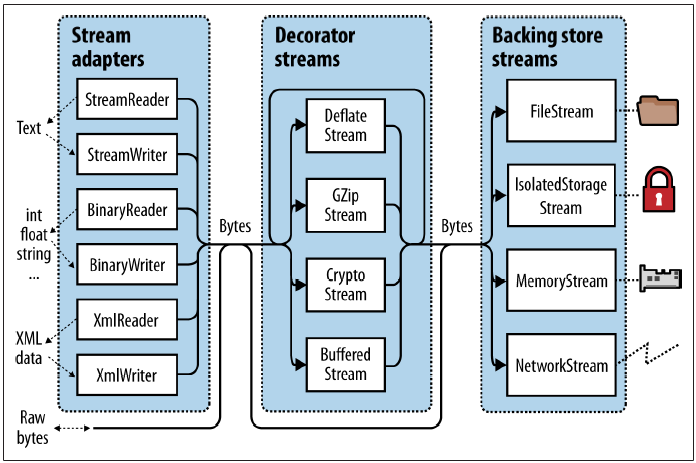 Stream
adapters
StreamReader
Text
StreamWriter
BinaryReader
int
float
string
...
BinaryWriter
XmlReader
XML
data
XmlWriter
Raw
bytes
Bytes
Decorator
streams
Deflate
Stream
GZip
Stream
Crypto
Stream
Buffered
Stream
Bytes
Backing store
streams
FileStream
IsolatedStorage
Stream
MemoryStream
NetworkStream